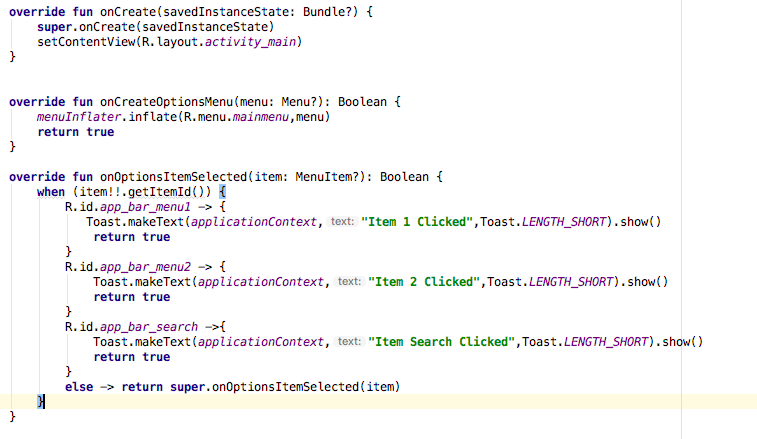 override fun onCreate(savedInstanceState: Bundle?) {
    super.onCreate(savedInstanceState)
    setContentView(R.layout.activity_main)
}
override fun onCreateOptionsMenu(menu: Menu?): Boolean {
    menuInflater.inflate(R.menu.mainmenu,menu)
    return true
}
override fun onOptionsItemSelected(item: MenuItem?): Boolean {
    when (item!!.getItemId()) {
        R.id.app_bar_menu1 -> {
           Toast.makeText(applicationContext, text: "Item 1 Clicked",Toast.LENGTH_SHORT).show()
            return true
        }
        R.id.app_bar_menu2 -> {
            Toast.makeText(applicationContext, text: "Item 2 Clicked",Toast.LENGTH_SHORT).show()
            return true
        }
        R.id.app_bar_search ->{
            Toast.makeText(applicationContext, text: "Item Search Clicked",Toast.LENGTH_SHORT).show()
            return true
        }
        else -> return super.onOptionsItemSelected(item)
    }
}